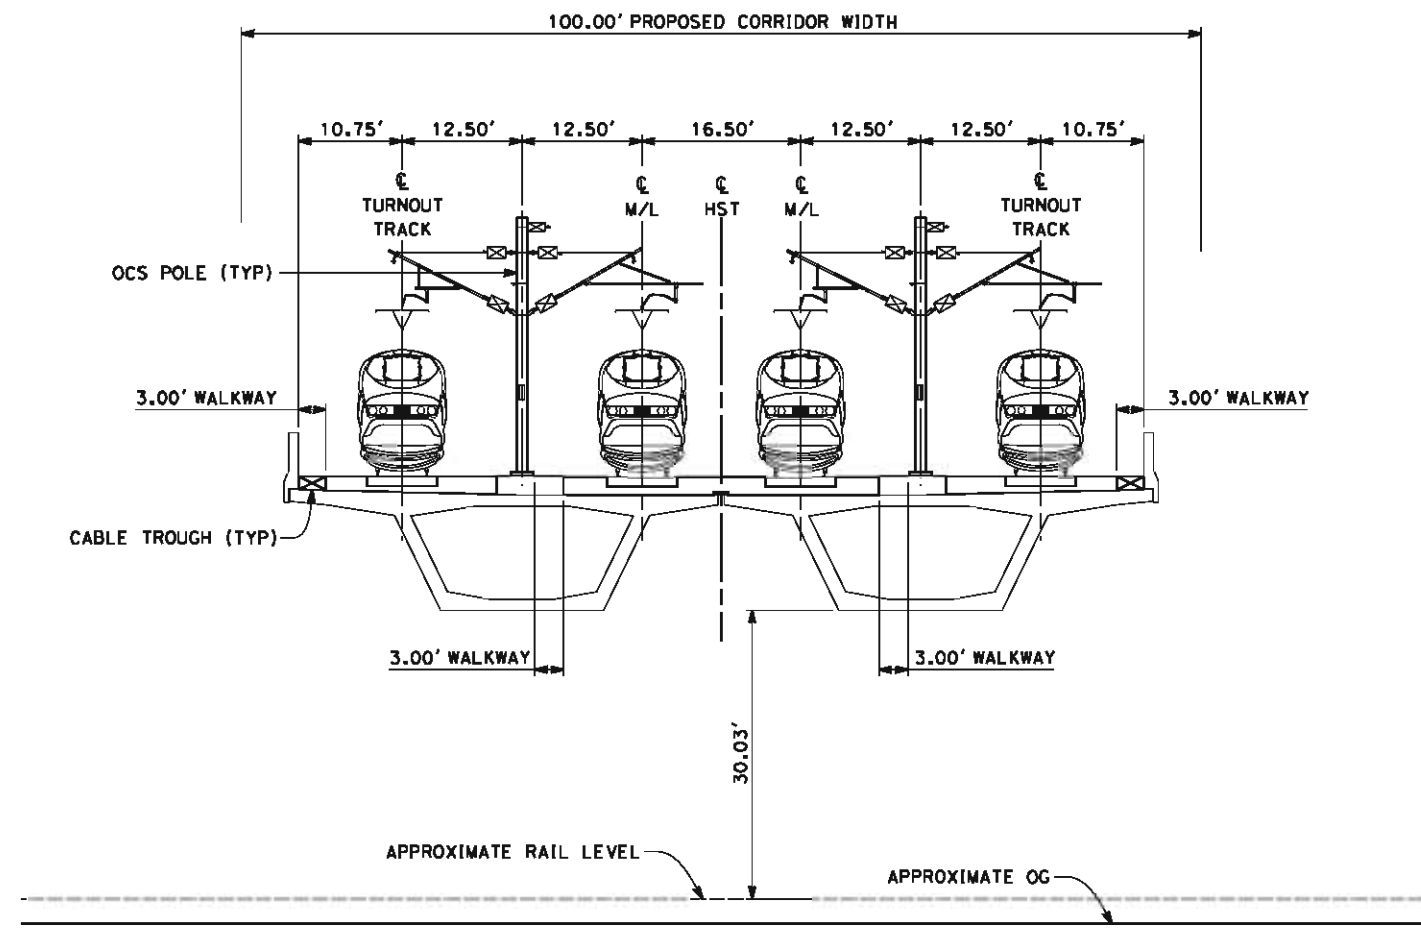 100.00' PROPOSED CORRIDOR WIDTH
10.75' 12.50' 12.50' 16.50' 12.50' 12.50' 10.75'
℄ ℄ ℄ ℄ ℄
TURNOUT M/L HST M/L TURNOUT
TRACK TRACK
OCS POLE (TYP)
3.00' WALKWAY 3.00' WALKWAY
CABLE TROUGH (TYP)
3.00' WALKWAY 3.00' WALKWAY
30.03'
APPROXIMATE RAIL LEVEL
APPROXIMATE OG